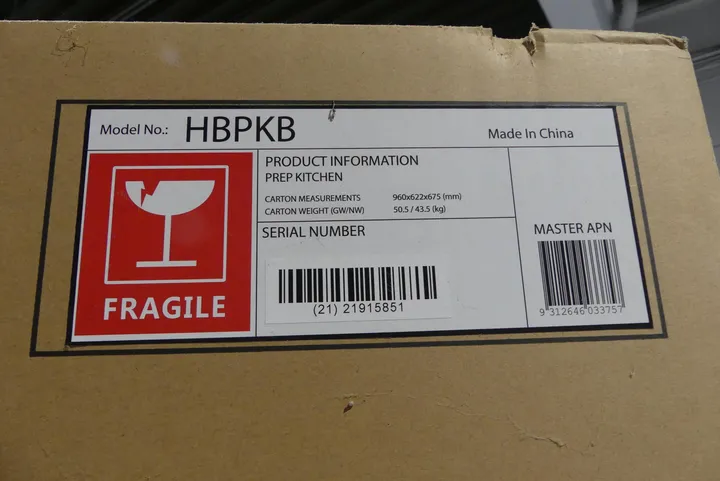 Model No.: HBPKB
Made In China
FRAGILE
PRODUCT INFORMATION
PREP KITCHEN
CARTON MEASUREMENTS 960x622x675 (mm)
CARTON WEIGHT (GW/NW) 50.5 / 43.5 (kg)
SERIAL NUMBER
(21) 21915851
MASTER APN
9 312646 033757